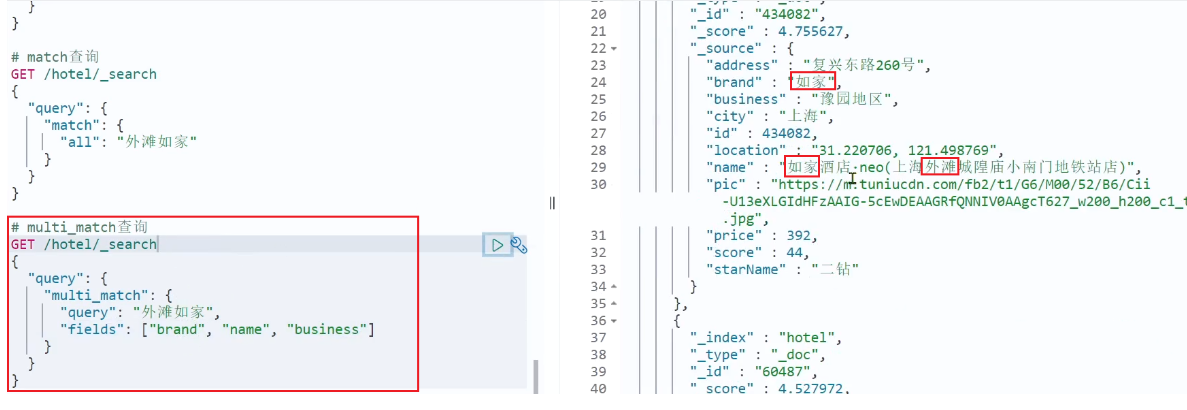 }
}
# match查询
GET /hotel/_search
{
"query": {
"match": {
"all": "外滩如家"
}
}
}
# multi_match查询
GET /hotel/_search
{
"query": {
"multi_match": {
"query": "外滩如家",
"fields": ["brand", "name", "business"]
}
}
}
20 "_id" : "434082",
21 "_score" : 4.755627,
22 "_source" : {
23 "address" : "复兴东路260号",
24 "brand" : "如家",
25 "business" : "豫园地区",
26 "city" : "上海",
27 "id" : 434082,
28 "location" : "31.220706, 121.498769",
29 "name" : "如家酒店·neo(上海外滩城隍庙小南门地铁站店)",
30 "pic" : "https://m.tuniucdn.com/fb2/t1/G6/M00/52/B6/Cii
-U13eXLGIdHFzAAIG-5cEwDEAAGRfQNNIV0AAgcT627_w200_h200_c1_t
.jpg",
31 "price" : 392,
32 "score" : 44,
33 "starName" : "二钻"
34 }
35 },
36 {
37 "_index" : "hotel",
38 "_type" : "_doc",
39 "_id" : "60487",
40 "_score" : 4.527972,